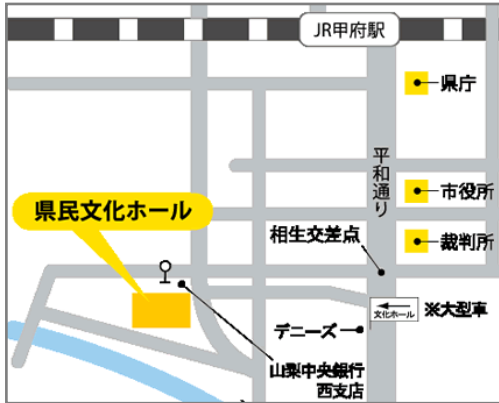 JR甲府駅
県庁
平和通り
市役所
県民文化ホール
裁判所
相生交差点
文化ホール
※大型車
デニーズ
山梨中央銀行
西支店